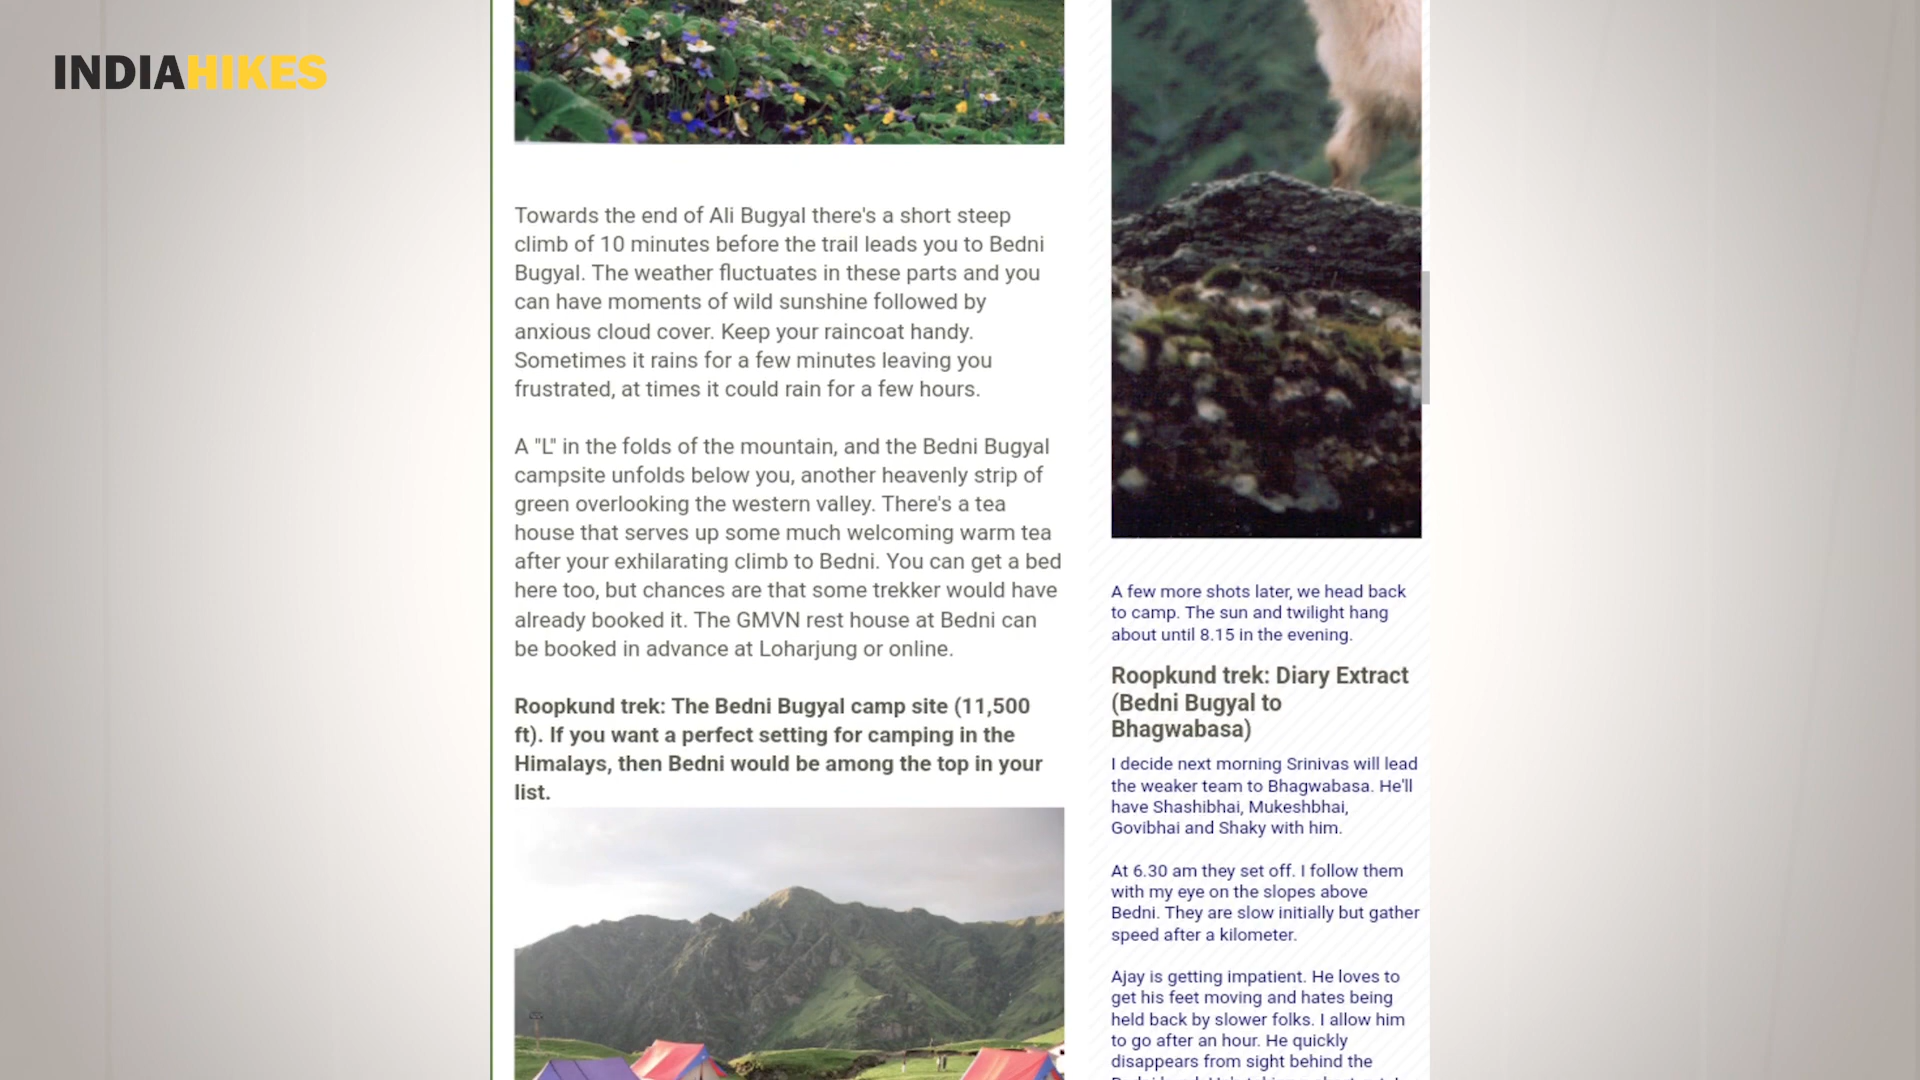 INDIAHIKES
Towards the end of Ali Bugyal there's a short steep
climb of 10 minutes before the trail leads you to Bedni
Bugyal. The weather fluctuates in these parts and you
can have moments of wild sunshine followed by
anxious cloud cover. Keep your raincoat handy.
Sometimes it rains for a few minutes leaving you
frustrated, at times it could rain for a few hours.
A "L" in the folds of the mountain, and the Bedni Bugyal
campsite unfolds below you, another heavenly strip of
green overlooking the western valley. There's a tea
house that serves up some much welcoming warm tea
after your exhilarating climb to Bedni. You can get a bed
here too, but chances are that some trekker would have
already booked it. The GMVN rest house at Bedni can
be booked in advance at Loharjung or online.
Roopkund trek: The Bedni Bugyal camp site (11,500
ft). If you want a perfect setting for camping in the
Himalays, then Bedni would be among the top in your
list.
A few more shots later, we head back
to camp. The sun and twilight hang
about until 8.15 in the evening.
Roopkund trek: Diary Extract
(Bedni Bugyal to
Bhagwabasa)
I decide next morning Srinivas will lead
the weaker team to Bhagwabasa. He'll
have Shashibhai, Mukeshbhai,
Govibhai and Shaky with him.
At 6.30 am they set off. I follow them
with my eye on the slopes above
Bedni. They are slow initially but gather
speed after a kilometer.
Ajay is getting impatient. He loves to
get his feet moving and hates being
held back by slower folks. I allow him
to go after an hour. He quickly
disappears from sight behind the